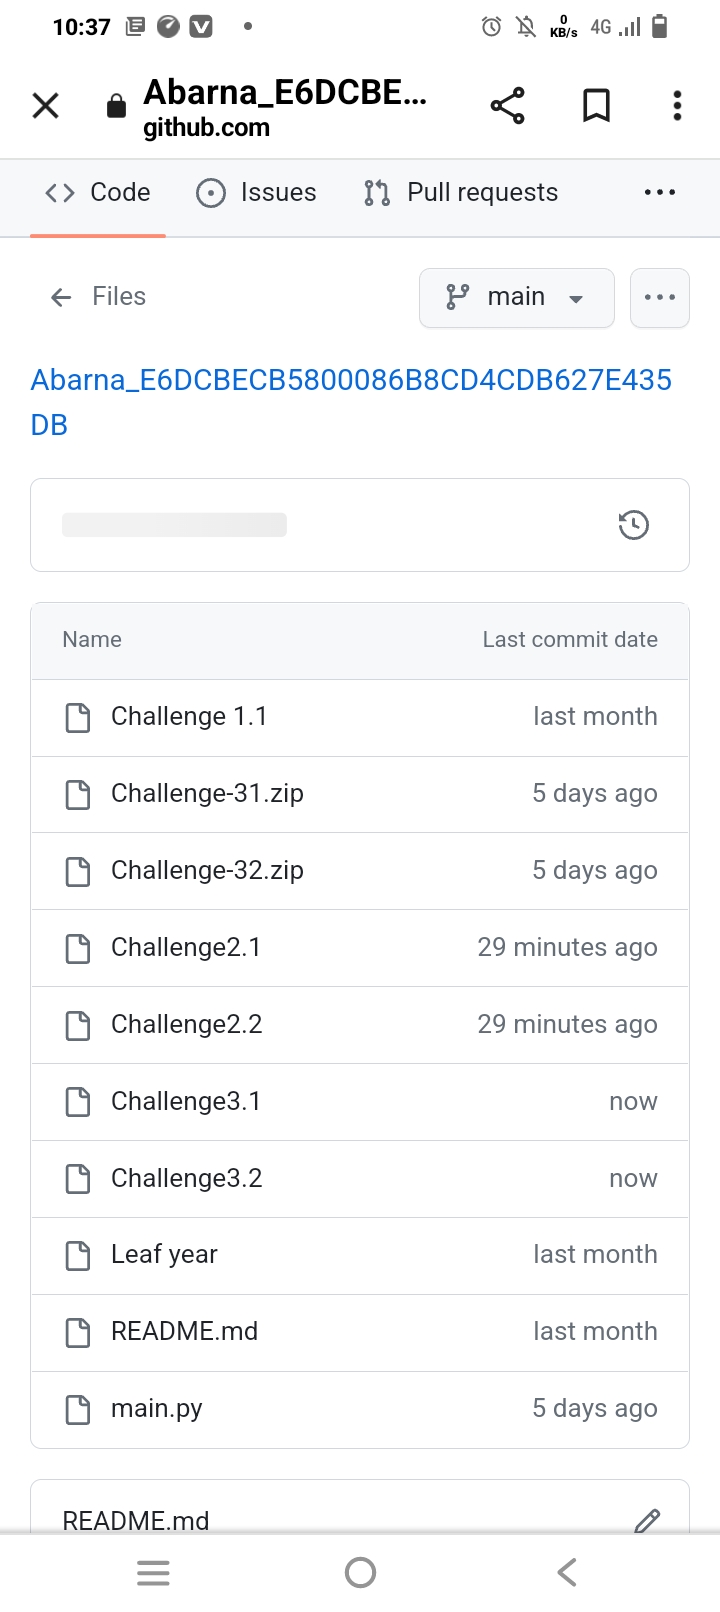 10:37
0
KB/s
4G
Abarna_E6DCBE...
github.com
Code Issues Pull requests
Files main
Abarna_E6DCBECB5800086B8CD4CDB627E435
DB
Name Last commit date
Challenge 1.1 last month
Challenge-31.zip 5 days ago
Challenge-32.zip 5 days ago
Challenge2.1 29 minutes ago
Challenge2.2 29 minutes ago
Challenge3.1 now
Challenge3.2 now
Leaf year last month
README.md last month
main.py 5 days ago
README.md